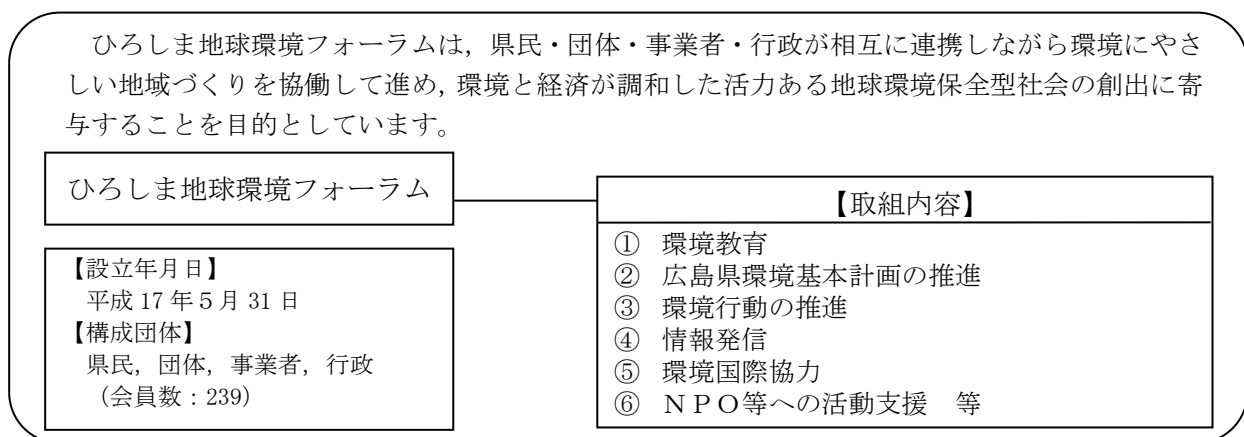 ひろしま地球環境フォーラムは，県民・団体・事業者・行政が相互に連携しながら環境にやさ
しい地域づくりを協働して進め，環境と経済が調和した活力ある地球環境保全型社会の創出に寄
与することを目的としています。
ひろしま地球環境フォーラム
【設立年月日】
平成 17 年５月 31 日
【構成団体】
県民，団体，事業者，行政
（会員数：239）
【取組内容】
① 環境教育
② 広島県環境基本計画の推進
③ 環境行動の推進
④ 情報発信
⑤ 環境国際協力
⑥ ＮＰＯ等への活動支援　等